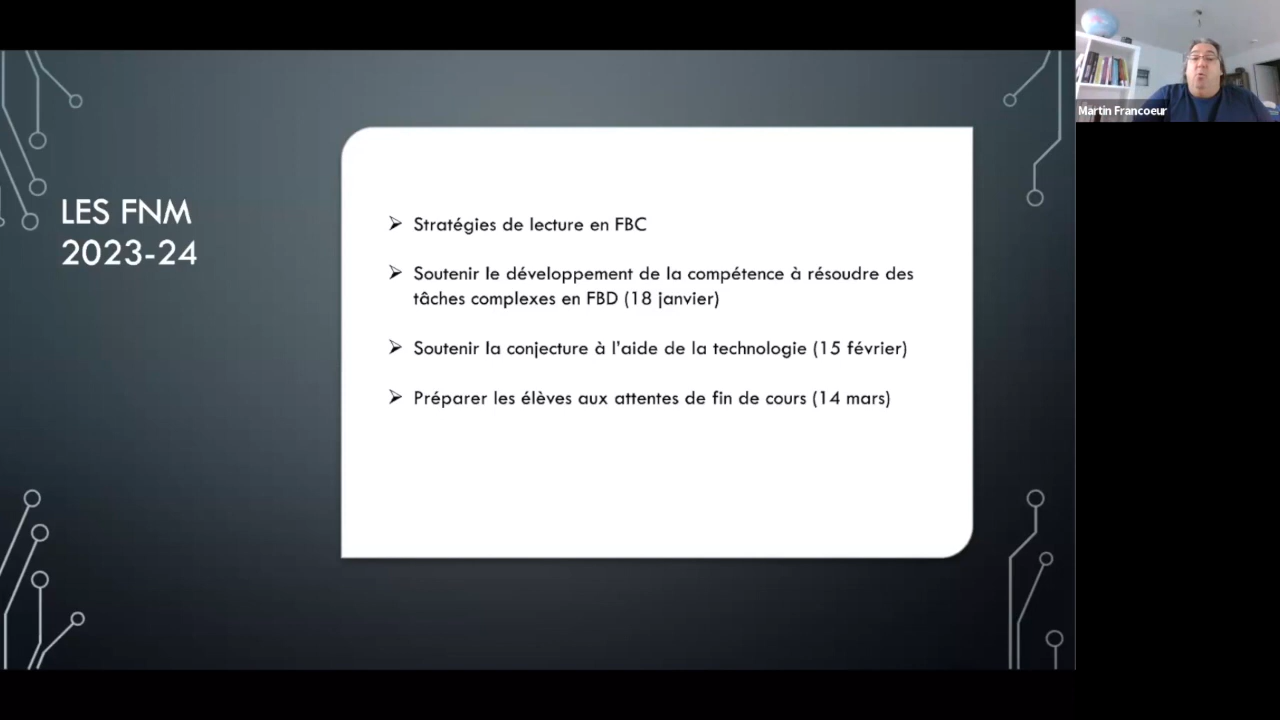 LES FNM
2023-24
Stratégies de lecture en FBC
Soutenir le développement de la compétence à résoudre des
tâches complexes en FBD (18 janvier)
Soutenir la conjecture à l'aide de la technologie (15 février)
Préparer les élèves aux attentes de fin de cours (14 mars)
Martin Francoeur